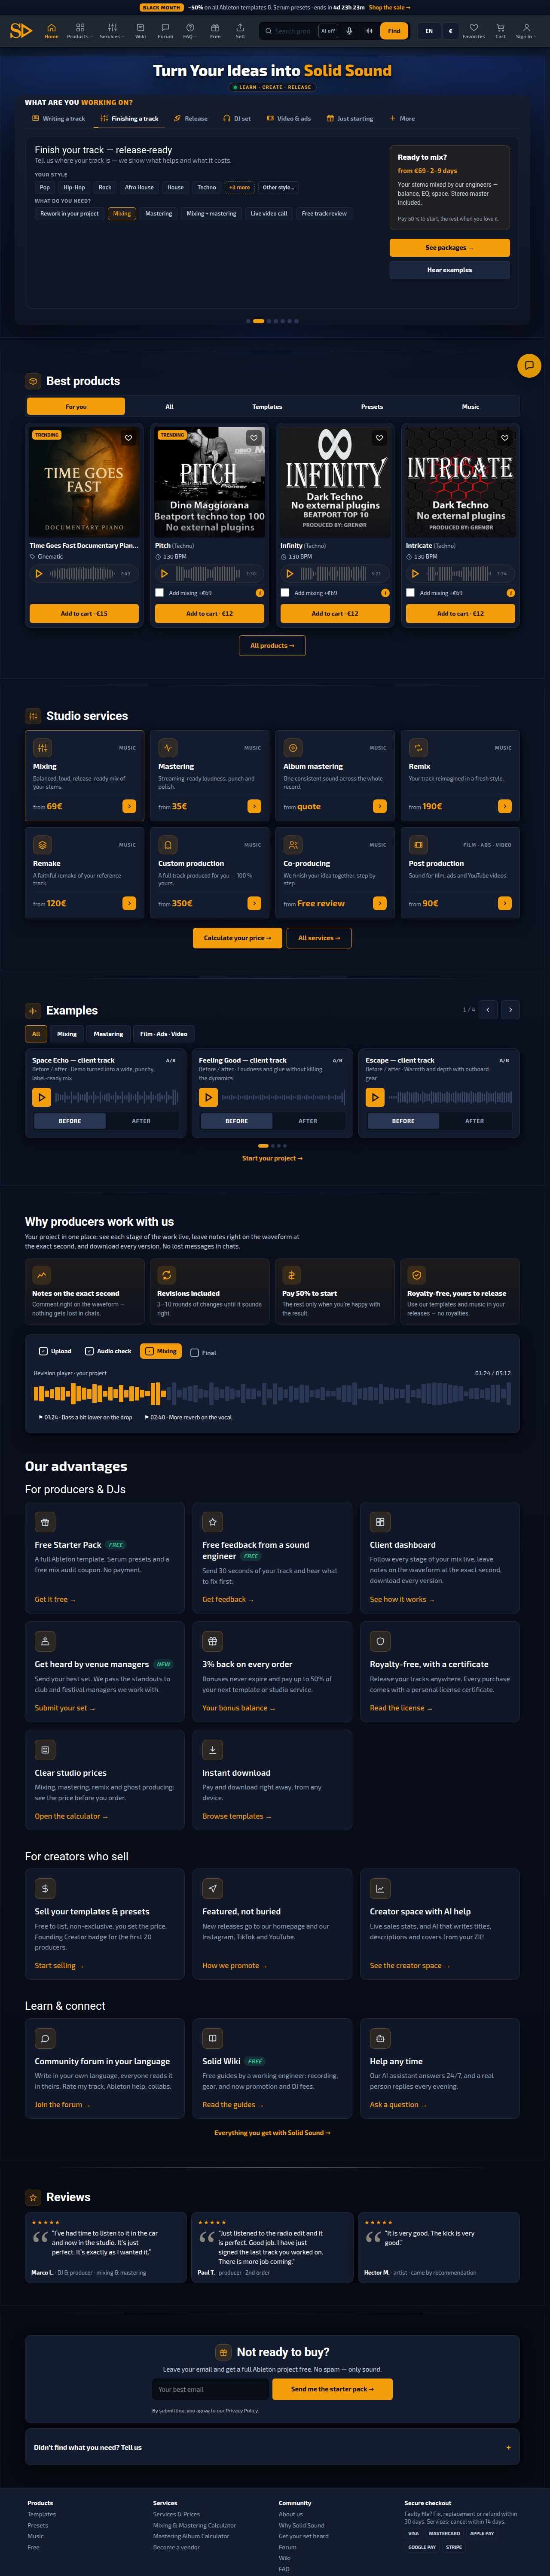 BLACK MONTH −50% on all Ableton Templates & Serum presets · ends in 4d 23h 23m Shop the sale →
Home
Products
Services
Wiki
Forum
FAQ
Free
Sell
Search prod
AI off
Find
EN
€
Favorites
Cart
Sign in
Turn Your Ideas into Solid Sound
LEARN · CREATE · RELEASE
WHAT ARE YOU WORKING ON?
Writing a track
Finishing a track
Release
DJ set
Video & ads
Just starting
More
Finish your track — release-ready
Tell us where your track is — we show what helps and what it costs.
YOUR STYLE
Pop
Hip-Hop
Rock
Afro House
House
Techno
+3 more
Other style...
WHAT DO YOU NEED?
Rework in your project
Mixing
Mastering
Mixing + mastering
Live video call
Free track review
Ready to mix?
from €69 · 2–9 days
Your stems mixed by our engineers —
balance, EQ, space. Stereo master
included.
Pay 50 % to start, the rest when you love it.
See packages →
Hear examples
Best products
For you
All
Templates
Presets
Music
TRENDING
TIME GOES
FAST
DOCUMENTARY PIANO
Time Goes Fast Documentary Pian...
Cinematic
2:49
Add to cart · €15
TRENDING
PITCH
Dino Maggiorana
Beatport techno top 100
No external plugins
Pitch (Techno)
130 BPM
Add mixing +€69
Add to cart · €12
INFINITY
Dark Techno
No external plugins
BEATPORT TOP 10
PRODUCED BY: GRENØR
Infinity (Techno)
130 BPM
Add mixing +€69
Add to cart · €12
INTRICATE
Dark Techno
No external plugins
PRODUCED BY: GRENØR
Intricate (Techno)
130 BPM
Add mixing +€69
Add to cart · €12
All products →
Studio services
MUSIC
Mixing
Balanced, loud, release-ready mix of
your stems.
from 69€
MUSIC
Mastering
Streaming-ready loudness, punch and
polish.
from 35€
MUSIC
Album mastering
One consistent sound across the whole
record.
from quote
MUSIC
Remix
Your track reimagined in a fresh style.
from 190€
MUSIC
Remake
A faithful remake of your reference
track.
from 120€
MUSIC
Custom production
A full track produced for you — 100 %
yours.
from 350€
MUSIC
Co-producing
We finish your idea together, step by
step.
from Free review
FILM · ADS · VIDEO
Post production
Sound for film, ads and YouTube videos.
from 90€
Calculate your price →
All services →
Examples
1 / 4
All
Mixing
Mastering
Film · Ads · Video
Space Echo — client track
A/B
Before / after · Demo turned into a wide, punchy,
label-ready mix
BEFORE
AFTER
Feeling Good — client track
A/B
Before / after · Loudness and glue without killing
the dynamics
BEFORE
AFTER
Escape — client track
A/B
Before / after · Warmth and depth with outboard
gear
BEFORE
AFTER
Start your project →
Why producers work with us
Your project in one place: see each stage of the work live, leave notes right on the waveform at
the exact second, and download every version. No lost messages in chats.
Notes on the exact second
Comment right on the waveform —
nothing gets lost in chats.
Revisions included
3–10 rounds of changes until it sounds
right.
Pay 50% to start
The rest only when you're happy with
the result.
Royalty-free, yours to release
Use our templates and music in your
releases — no royalties.
Upload
Audio check
Mixing
Final
Revision player · your project
01:24 / 05:12
01:24 · Bass a bit lower on the drop
02:40 · More reverb on the vocal
Our advantages
For producers & DJs
Free Starter Pack FREE
A full Ableton template, Serum presets and a
free mix audit coupon. No payment.
Get it free →
Free feedback from a sound
engineer FREE
Send 30 seconds of your track and hear what
to fix first.
Get feedback →
Client dashboard
Follow every stage of your mix live, leave
notes on the waveform at the exact second,
download every version.
See how it works →
Get heard by venue managers NEW
Send your best set. We pass the standouts to
club and festival managers we work with.
Submit your set →
3% back on every order
Bonuses never expire and pay up to 50% of
your next template or studio service.
Your bonus balance →
Royalty-free, with a certificate
Release your tracks anywhere. Every purchase
comes with a personal license certificate.
Read the license →
Clear studio prices
Mixing, mastering, remix and ghost producing:
see the price before you order.
Open the calculator →
Instant download
Pay and download right away, from any
device.
Browse templates →
For creators who sell
Sell your templates & presets
Free to list, non-exclusive, you set the price.
Founding Creator badge for the first 20
producers.
Start selling →
Featured, not buried
New releases go to our homepage and our
Instagram, TikTok and YouTube.
How we promote →
Creator space with AI help
Live sales stats, and AI that writes titles,
descriptions and covers from your ZIP.
See the creator space →
Learn & connect
Community forum in your language
Write in your own language, everyone reads it
in theirs. Rate my track, Ableton help, collabs.
Join the forum →
Solid Wiki FREE
Free guides by a working engineer: recording,
gear, and now promotion and DJ fees.
Read the guides →
Help any time
Our AI assistant answers 24/7, and a real
person replies every evening.
Ask a question →
Everything you get with Solid Sound →
Reviews
"I've had time to listen to it in the car
and now in the studio. It's just
perfect. It's exactly as I wanted it."
Marco L. · DJ & producer · mixing & mastering
"Just listened to the radio edit and it
is perfect. Good job. I have just
signed the last track you worked on.
There is more job coming."
Paul T. · producer · 2nd order
"It is very good. The kick is very
good."
Hector M. · artist · came by recommendation
Not ready to buy?
Leave your email and get a full Ableton project free. No spam — only sound.
Your best email
Send me the starter pack →
By submitting, you agree to our Privacy Policy.
Didn't find what you need? Tell us
+
Products
Templates
Presets
Music
Free
Services
Services & Prices
Mixing & Mastering Calculator
Mastering Album Calculator
Become a vendor
Community
About us
Why Solid Sound
Get your set heard
Forum
Wiki
FAQ
Secure checkout
Faulty file? Fix, replacement or refund within
30 days. Services: cancel within 14 days.
VISA
MASTERCARD
APPLE PAY
GOOGLE PAY
STRIPE